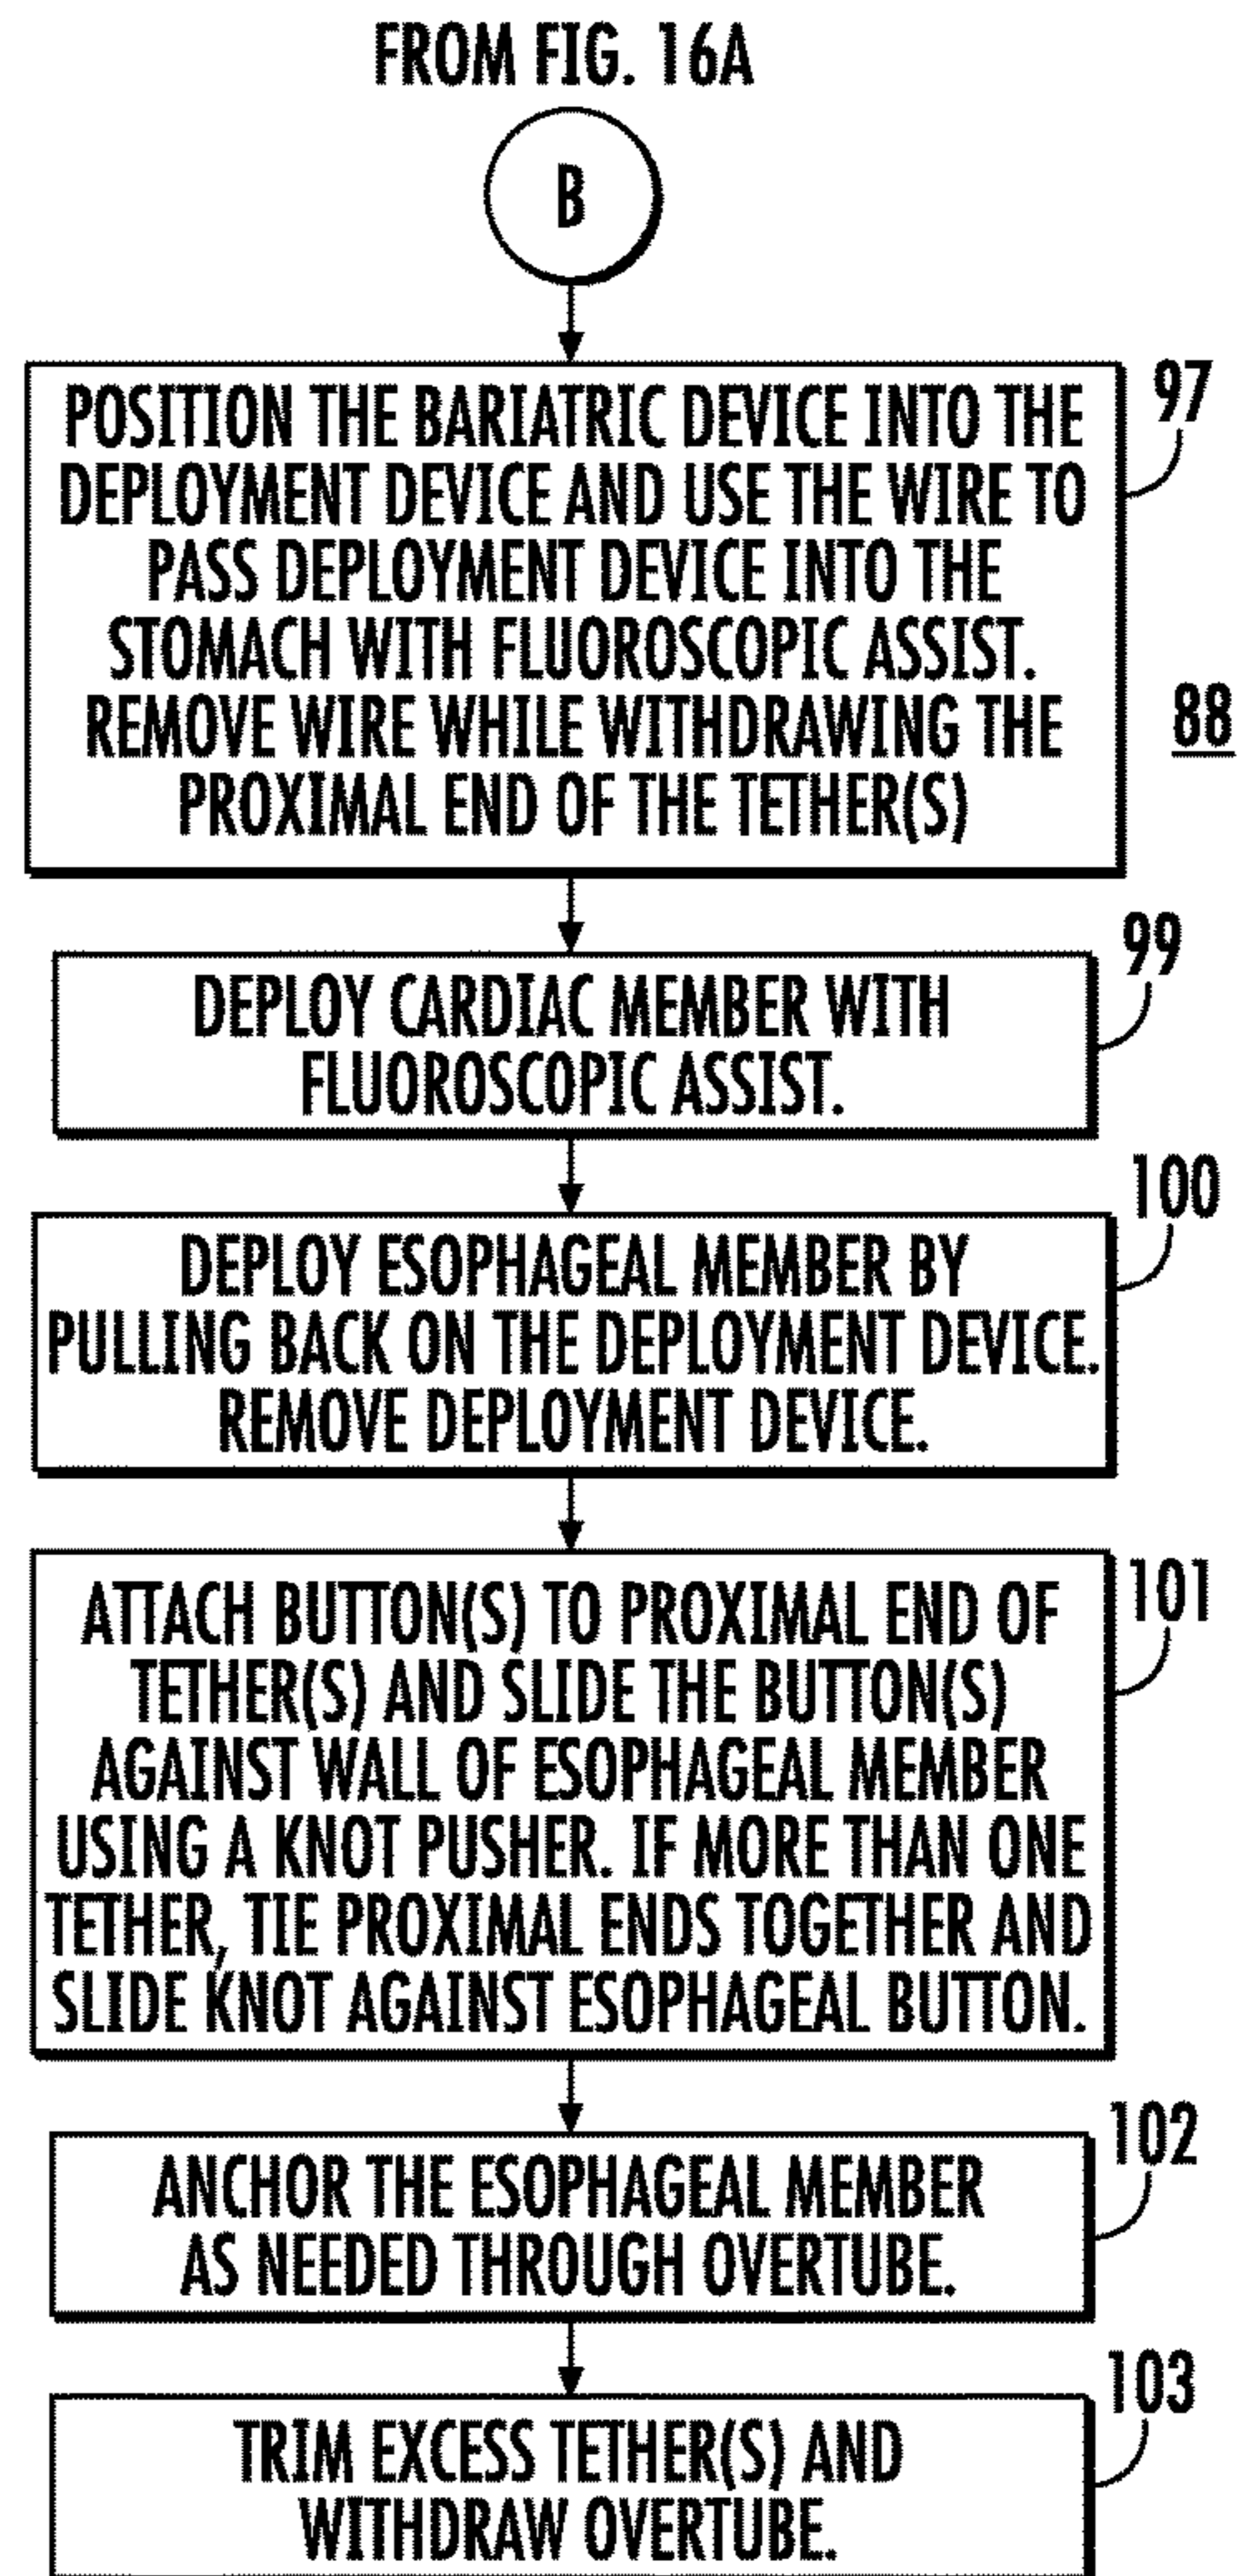 FROM FIG. 16A
B
POSITION THE BARIATRIC DEVICE INTO THE
DEPLOYMENT DEVICE AND USE THE WIRE TO
PASS DEPLOYMENT DEVICE INTO THE
STOMACH WITH FLUOROSCOPIC ASSIST.
REMOVE WIRE WHILE WITHDRAWING THE
PROXIMAL END OF THE TETHER(S)
97
88
DEPLOY CARDIAC MEMBER WITH
FLUOROSCOPIC ASSIST.
99
DEPLOY ESOPHAGEAL MEMBER BY
PULLING BACK ON THE DEPLOYMENT DEVICE.
REMOVE DEPLOYMENT DEVICE.
100
ATTACH BUTTON(S) TO PROXIMAL END OF
TETHER(S) AND SLIDE THE BUTTON(S)
AGAINST WALL OF ESOPHAGEAL MEMBER
USING A KNOT PUSHER. IF MORE THAN ONE
TETHER, TIE PROXIMAL ENDS TOGETHER AND
SLIDE KNOT AGAINST ESOPHAGEAL BUTTON.
101
ANCHOR THE ESOPHAGEAL MEMBER
AS NEEDED THROUGH OVERTUBE.
102
TRIM EXCESS TETHER(S) AND
WITHDRAW OVERTUBE.
103